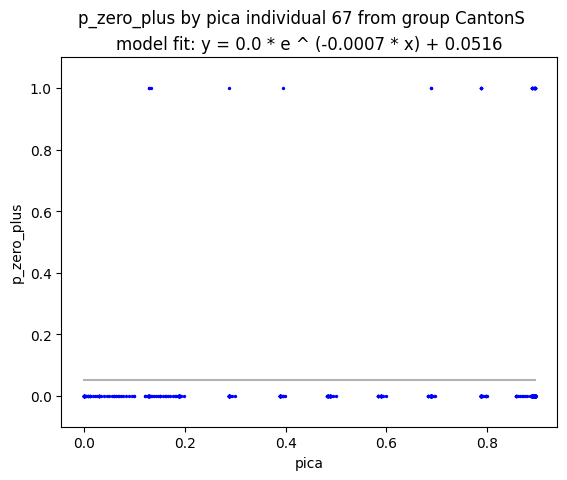 p_zero_plus by pica individual 67 from group CantonS
model fit: y = 0.0 * e ^ (-0.0007 * x) + 0.0516
1.0
0.8
0.6
0.4
0.2
0.0
p_zero_plus
0.0 0.2 0.4 0.6 0.8
pica